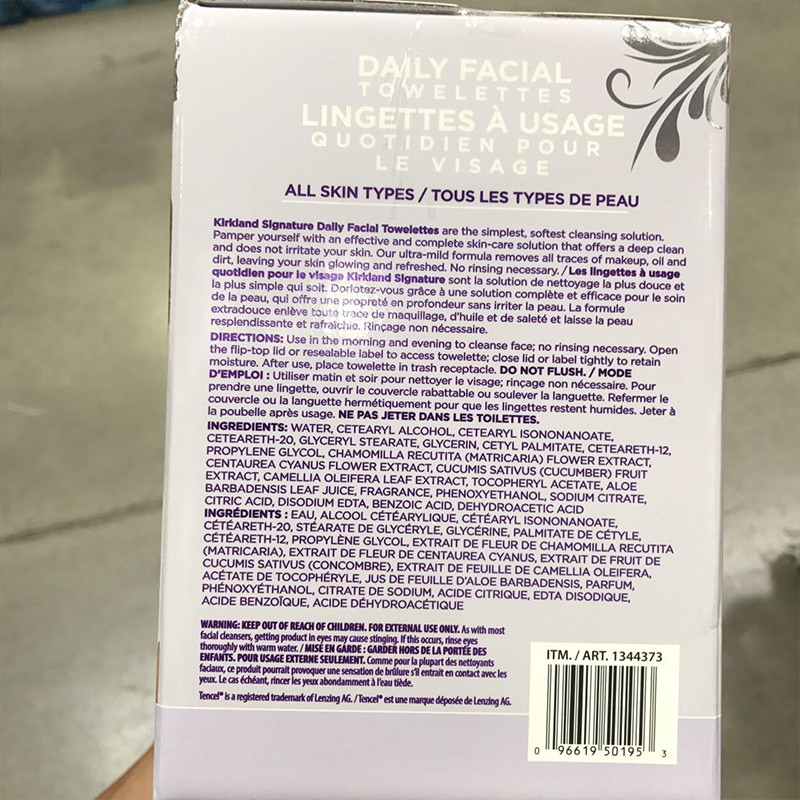 DAILY FACIAL
TOWELETTES
LINGETTES À USAGE
QUOTIDIEN POUR
LE VISAGE
ALL SKIN TYPES / TOUS LES TYPES DE PEAU
Kirkland Signature Daily Facial Towelettes are the simplest, softest cleansing solution.
Pamper yourself with an effective and complete skin-care solution that offers a deep clean
and does not irritate your skin. Our ultra-mild formula removes all traces of makeup, oil and
dirt, leaving your skin glowing and refreshed. No rinsing necessary. / Les lingettes à usage
quotidien pour le visage Kirkland Signature sont la solution de nettoyage la plus douce et
la plus simple qui soit. Dorlotez-vous grâce à une solution complète et efficace pour le soin
de la peau, qui offre une propreté en profondeur sans irriter la peau. La formule
extradouce enlève toute trace de maquillage, d'huile et de saleté et laisse la peau
resplendissante et rafraîchie. Rinçage non nécessaire.
DIRECTIONS: Use in the morning and evening to cleanse face; no rinsing necessary. Open
the flip-top lid or resealable label to access towelette; close lid or label tightly to retain
moisture. After use, place towelette in trash receptacle. DO NOT FLUSH. / MODE
D'EMPLOI : Utiliser matin et soir pour nettoyer le visage; rinçage non nécessaire. Pour
prendre une lingette, ouvrir le couvercle rabattable ou soulever la languette. Refermer le
couvercle ou la languette hermétiquement pour que les lingettes restent humides. Jeter à
la poubelle après usage. NE PAS JETER DANS LES TOILETTES.
INGREDIENTS: WATER, CETEARYL ALCOHOL, CETEARYL ISONONANOATE,
CETEARETH-20, GLYCERYL STEARATE, GLYCERIN, CETYL PALMITATE, CETEARETH-12,
PROPYLENE GLYCOL, CHAMOMILLA RECUTITA (MATRICARIA) FLOWER EXTRACT,
CENTAUREA CYANUS FLOWER EXTRACT, CUCUMIS SATIVUS (CUCUMBER) FRUIT
EXTRACT, CAMELLIA OLEIFERA LEAF EXTRACT, TOCOPHERYL ACETATE, ALOE
BARBADENSIS LEAF JUICE, FRAGRANCE, PHENOXYETHANOL, SODIUM CITRATE,
CITRIC ACID, DISODIUM EDTA, BENZOIC ACID, DEHYDROACETIC ACID
INGRÉDIENTS : EAU, ALCOOL CÉTÉARYLIQUE, CÉTÉARYL ISONONANOATE,
CÉTÉARETH-20, STÉARATE DE GLYCÉRYLE, GLYCÉRINE, PALMITATE DE CÉTYLE,
CÉTÉARETH-12, PROPYLÈNE GLYCOL, EXTRAIT DE FLEUR DE CHAMOMILLA RECUTITA
(MATRICARIA), EXTRAIT DE FLEUR DE CENTAUREA CYANUS, EXTRAIT DE FRUIT DE
CUCUMIS SATIVUS (CONCOMBRE), EXTRAIT DE FEUILLE DE CAMELLIA OLEIFERA,
ACÉTATE DE TOCOPHÉRYLE, JUS DE FEUILLE D'ALOE BARBADENSIS, PARFUM,
PHÉNOXYÉTHANOL, CITRATE DE SODIUM, ACIDE CITRIQUE, EDTA DISODIQUE,
ACIDE BENZOÏQUE, ACIDE DÉHYDROACÉTIQUE
WARNING: KEEP OUT OF REACH OF CHILDREN. FOR EXTERNAL USE ONLY. As with most
facial cleansers, getting product in eyes may cause stinging. If this occurs, rinse eyes
thoroughly with warm water. / MISE EN GARDE : GARDER HORS DE LA PORTÉE DES
ENFANTS. POUR USAGE EXTERNE SEULEMENT. Comme pour la plupart des nettoyants
faciaux, ce produit pourrait provoquer une sensation de brûlure s'il entrait en contact avec les
yeux. Le cas échéant, rincer les yeux abondamment à l'eau tiède.
Tencel® is a registered trademark of Lenzing AG. / Tencel® est une marque déposée de Lenzing AG.
ITM. / ART. 1344373
0 96619 50195 3